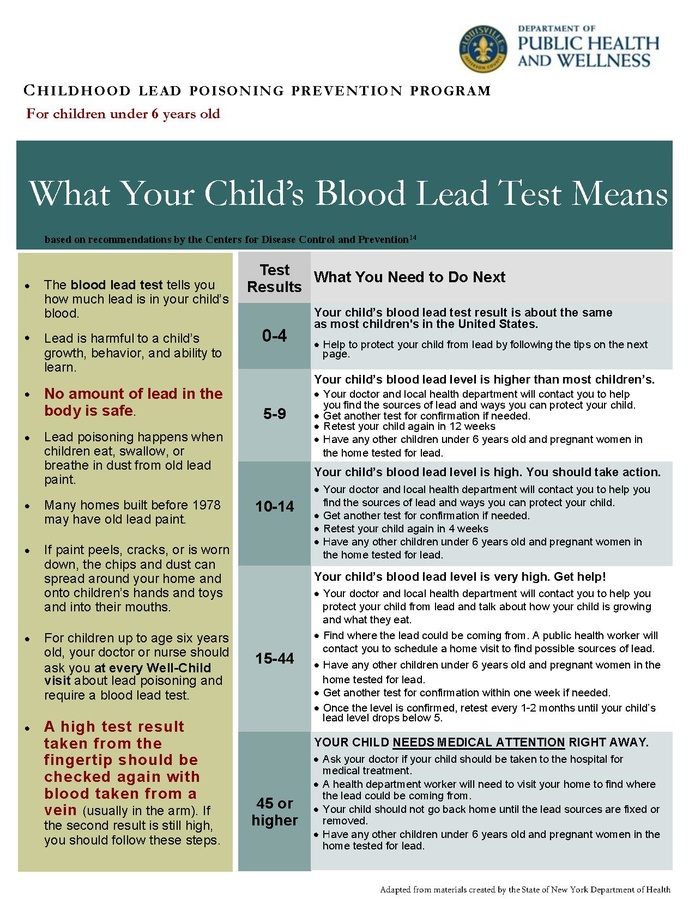 DEPARTMENT OF
PUBLIC HEALTH
AND WELLNESS
CHILDHOOD LEAD POISONING PREVENTION PROGRAM
For children under 6 years old
What Your Child's Blood Lead Test Means
based on recommendations by the Centers for Disease Control and Prevention
• The blood lead test tells you
how much lead is in your child's
blood.
• Lead is harmful to a child's
growth, behavior, and ability to
learn.
• No amount of lead in the
body is safe.
• Lead poisoning happens when
children eat, swallow, or
breathe in dust from old lead
paint.
• Many homes built before 1978
may have old lead paint.
• If paint peels, cracks, or is worn
down, the chips and dust can
spread around your home and
onto children's hands and toys
and into their mouths.
• For children up to age six years
old, your doctor or nurse should
ask you at every Well-Child
visit about lead poisoning and
require a blood lead test.
• A high test result
taken from the
fingertip should be
checked again with
blood taken from a
vein (usually in the arm). If
the second result is still high,
you should follow these steps.
Test
Results
What You Need to Do Next
0-4
Your child's blood lead test result is about the same
as most children's in the United States.
• Help to protect your child from lead by following the tips on the next
page.
5-9
Your child's blood lead level is higher than most children's.
• Your doctor and local health department will contact you to help
you find the sources of lead and ways you can protect your child.
• Get another test for confirmation if needed.
• Retest your child again in 12 weeks
• Have any other children under 6 years old and pregnant women in
the home tested for lead.
10-14
Your child's blood lead level is high. You should take action.
• Your doctor and local health department will contact you to help you
find the sources of lead and ways you can protect your child.
• Get another test for confirmation if needed.
• Retest your child again in 4 weeks
• Have any other children under 6 years old and pregnant women in
the home tested for lead.
15-44
Your child's blood lead level is very high. Get help!
• Your doctor and local health department will contact you to help you
protect your child from lead and talk about how your child is growing
and what they eat.
• Find where the lead could be coming from. A public health worker will
contact you to schedule a home visit to find possible sources of lead.
• Have any other children under 6 years old and pregnant women in the
home tested for lead.
• Get another test for confirmation within one week if needed.
• Once the level is confirmed, retest every 1-2 months until your child's
lead level drops below 5.
45 or
higher
YOUR CHILD NEEDS MEDICAL ATTENTION RIGHT AWAY.
• Ask your doctor if your child should be taken to the hospital for
medical treatment.
• A health department worker will need to visit your home to find where
the lead could be coming from.
• Your child should not go back home until the lead sources are fixed or
removed.
• Have any other children under 6 years old and pregnant women in the
home tested for lead.
Adapted from materials created by the State of New York Department of Health